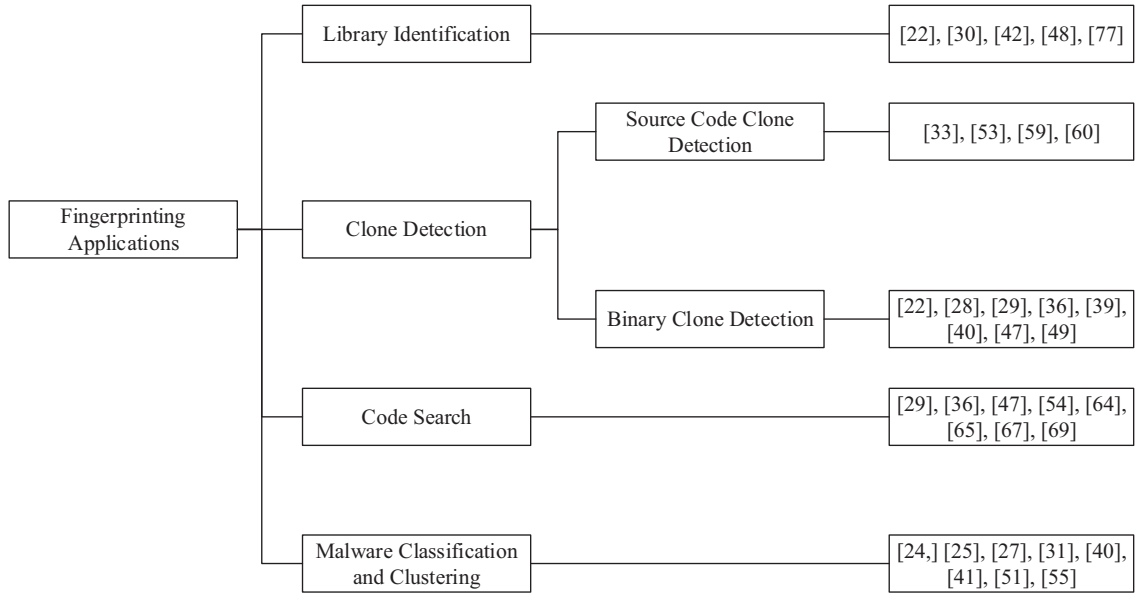 Library Identification
[22], [30], [42], [48], [77]
Source Code Clone
Detection
[33], [53], [59], [60]
Fingerprinting
Applications
Clone Detection
Binary Clone Detection
[22], [28], [29], [36], [39],
[40], [47], [49]
Code Search
[29], [36], [47], [54], [64],
[65], [67], [69]
Malware Classification
and Clustering
[24,] [25], [27], [31], [40],
[41], [51], [55]